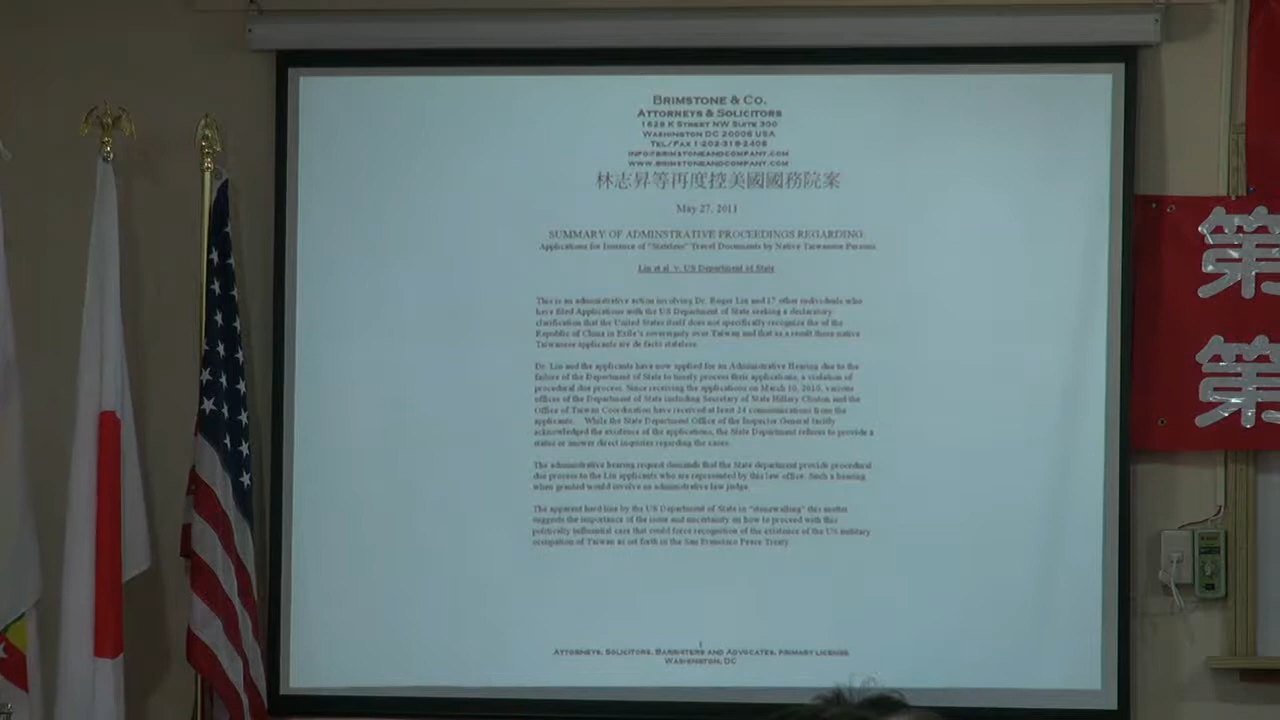 BRIMSTONE & CO.
ATTORNEYS & SOLICITORS
1629 K STREET NW SUITE 300
WASHINGTON DC 20006 USA
TEL/FAX 1-202-318-2406
INFO@BRIMSTONEANDCOMPANY.COM
WWW.BRIMSTONEANDCOMPANY.COM
林志昇等再度控美國國務院案
May 27, 2011
SUMMARY OF ADMINSTRATIVE PROCEEDINGS REGARDING:
Applications for Issuance of "Stateless" Travel Documents by Native Taiwanese Persons
Lin et al v. US Department of State
This is an administrative action involving Dr. Roger Lin and 17 other individuals who
have filed Applications with the US Department of State seeking a declaratory
clarification that the United States itself does not specifically recognize the of the
Republic of China in Exile's sovereignty over Taiwan and that as a result these native
Taiwanese applicants are de facto stateless.
Dr. Lin and the applicants have now applied for an Administrative Hearing due to the
failure of the Department of State to timely process their applications, a violation of
procedural due process. Since receiving the applications on March 10, 2010, various
offices of the Department of State including Secretary of State Hillary Clinton and the
Office of Taiwan Coordination have received at least 24 communications from the
applicants. While the State Department Office of the Inspector General tacitly
acknowledged the existence of the applications, the State Department refuses to provide a
status or answer direct inquiries regarding the cases.
The administrative hearing request demands that the State department provide procedural
due process to the Lin applicants who are represented by this law office. Such a hearing
when granted would involve an administrative law judge.
The apparent hard line by the US Department of State in "stonewalling" this matter
suggests the importance of the issue and uncertainty on how to proceed with this
politically influential case that could force recognition of the existence of the US military
occupation of Taiwan as set forth in the San Francisco Peace Treaty.
1
ATTORNEYS, SOLICITORS, BARRISTERS AND ADVOCATES, PRIMARY LICENSE
WASHINGTON, DC
第
第